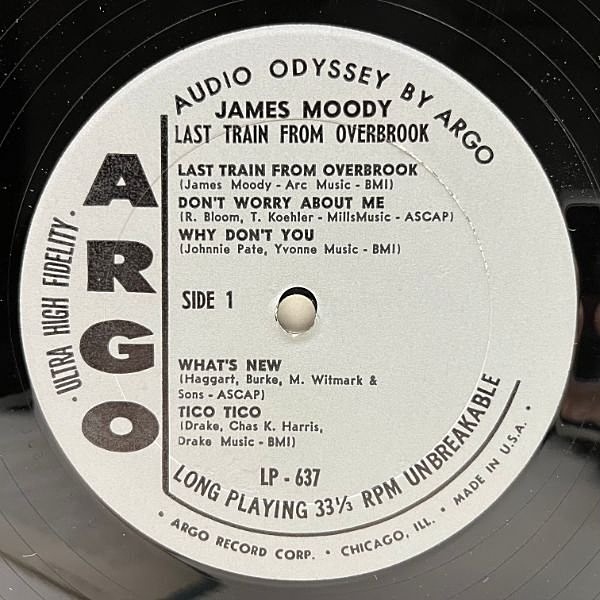 AUDIO ODYSSEY BY ARGO
JAMES MOODY
LAST TRAIN FROM OVERBROOK
ARGO
• ULTRA HIGH FIDELITY •
LAST TRAIN FROM OVERBROOK
(James Moody - Arc Music - BMI)
DON'T WORRY ABOUT ME
(R. Bloom, T. Koehler - MillsMusic - ASCAP)
WHY DON'T YOU
(Johnnie Pate, Yvonne Music - BMI)
SIDE 1
WHAT'S NEW
(Haggart, Burke, M. Witmark &
Sons - ASCAP)
TICO TICO
(Drake, Chas K. Harris,
Drake Music - BMI)
LP - 637
LONG PLAYING 33⅓ RPM UNBREAKABLE
• ARGO RECORD CORP. • CHICAGO, ILL. • MADE IN U.S.A. •